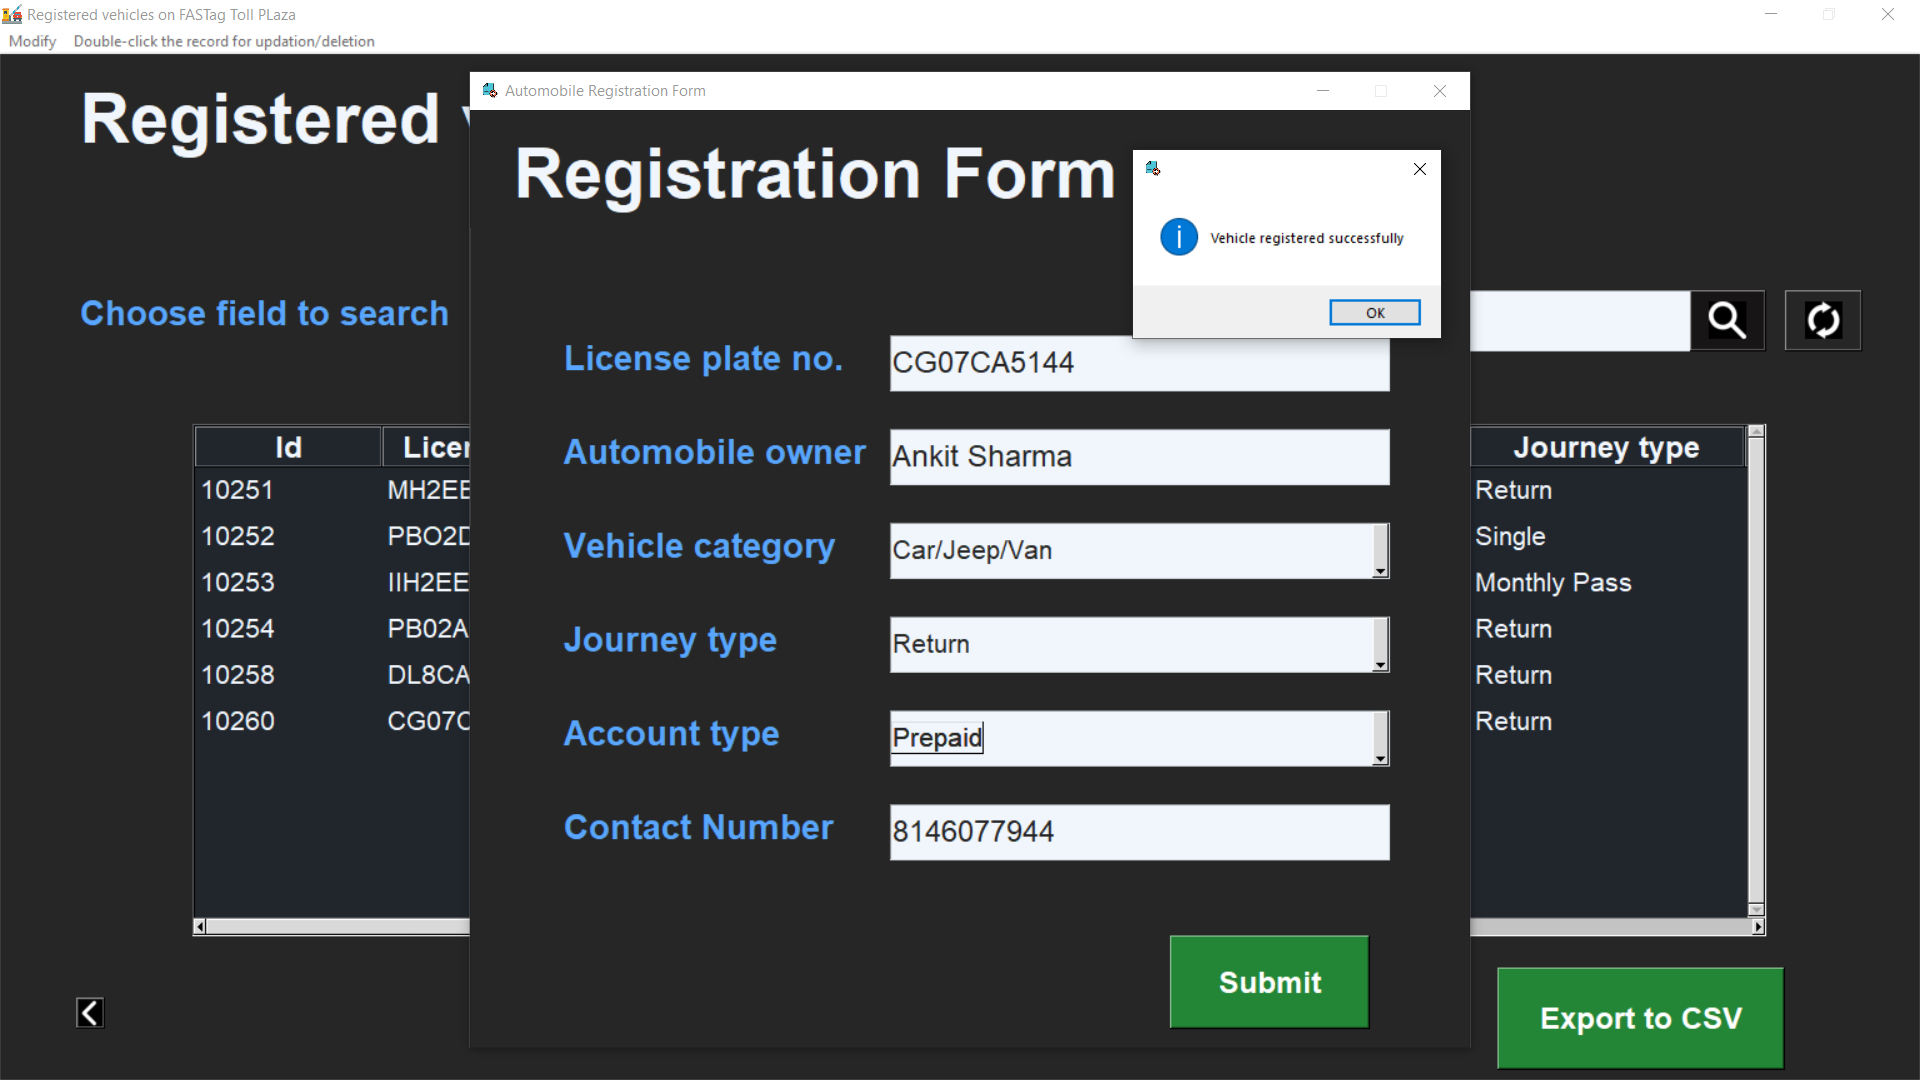 Registered vehicles on FASTag Toll PLaza
Modify Double-click the record for updation/deletion
Registered
Automobile Registration Form
Registration Form
Vehicle registered successfully
OK
Choose field to search
License plate no. CG07CA5144
Automobile owner Ankit Sharma
Vehicle category Car/Jeep/Van
Journey type Return
Account type Prepaid
Contact Number 8146077944
Submit
Id Licen Journey type
10251 MH2EE Return
10252 PBO2D Single
10253 IIH2EE Monthly Pass
10254 PB02A Return
10258 DL8CA Return
10260 CG07C Return
Export to CSV